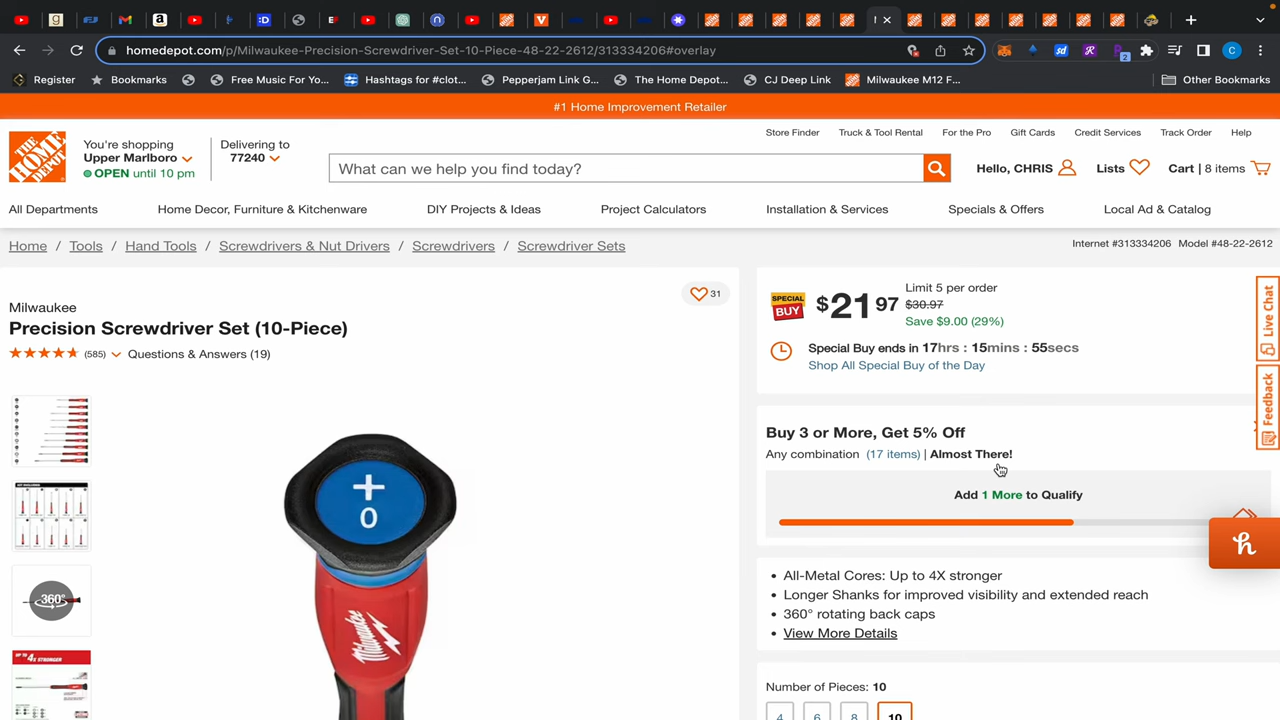 homedepot.com/p/Milwaukee-Precision-Screwdriver-Set-10-Piece-48-22-2612/313334206#overlay
Register
Bookmarks
Free Music For Yo...
Hashtags for #clot...
Pepperjam Link G...
The Home Depot...
CJ Deep Link
Milwaukee M12 F...
Other Bookmarks
#1 Home Improvement Retailer
Store Finder
Truck & Tool Rental
For the Pro
Gift Cards
Credit Services
Track Order
Help
THE HOME DEPOT
You're shopping
Upper Marlboro
OPEN until 10 pm
Delivering to
77240
What can we help you find today?
Hello, CHRIS
Lists
Cart | 8 items
All Departments
Home Decor, Furniture & Kitchenware
DIY Projects & Ideas
Project Calculators
Installation & Services
Specials & Offers
Local Ad & Catalog
Home / Tools / Hand Tools / Screwdrivers & Nut Drivers / Screwdrivers / Screwdriver Sets
Internet #313334206 Model #48-22-2612
Milwaukee
31
Precision Screwdriver Set (10-Piece)
(585)
Questions & Answers (19)
360°
UP TO 4X STRONGER
0
Milwaukee
SPECIAL BUY
$21 97
Limit 5 per order
$30.97
Save $9.00 (29%)
Special Buy ends in 17hrs : 15mins : 55secs
Shop All Special Buy of the Day
Live Chat
Feedback
Buy 3 or More, Get 5% Off
Any combination (17 items) | Almost There!
Add 1 More to Qualify
• All-Metal Cores: Up to 4X stronger
• Longer Shanks for improved visibility and extended reach
• 360° rotating back caps
• View More Details
Number of Pieces: 10
4 6 8 10